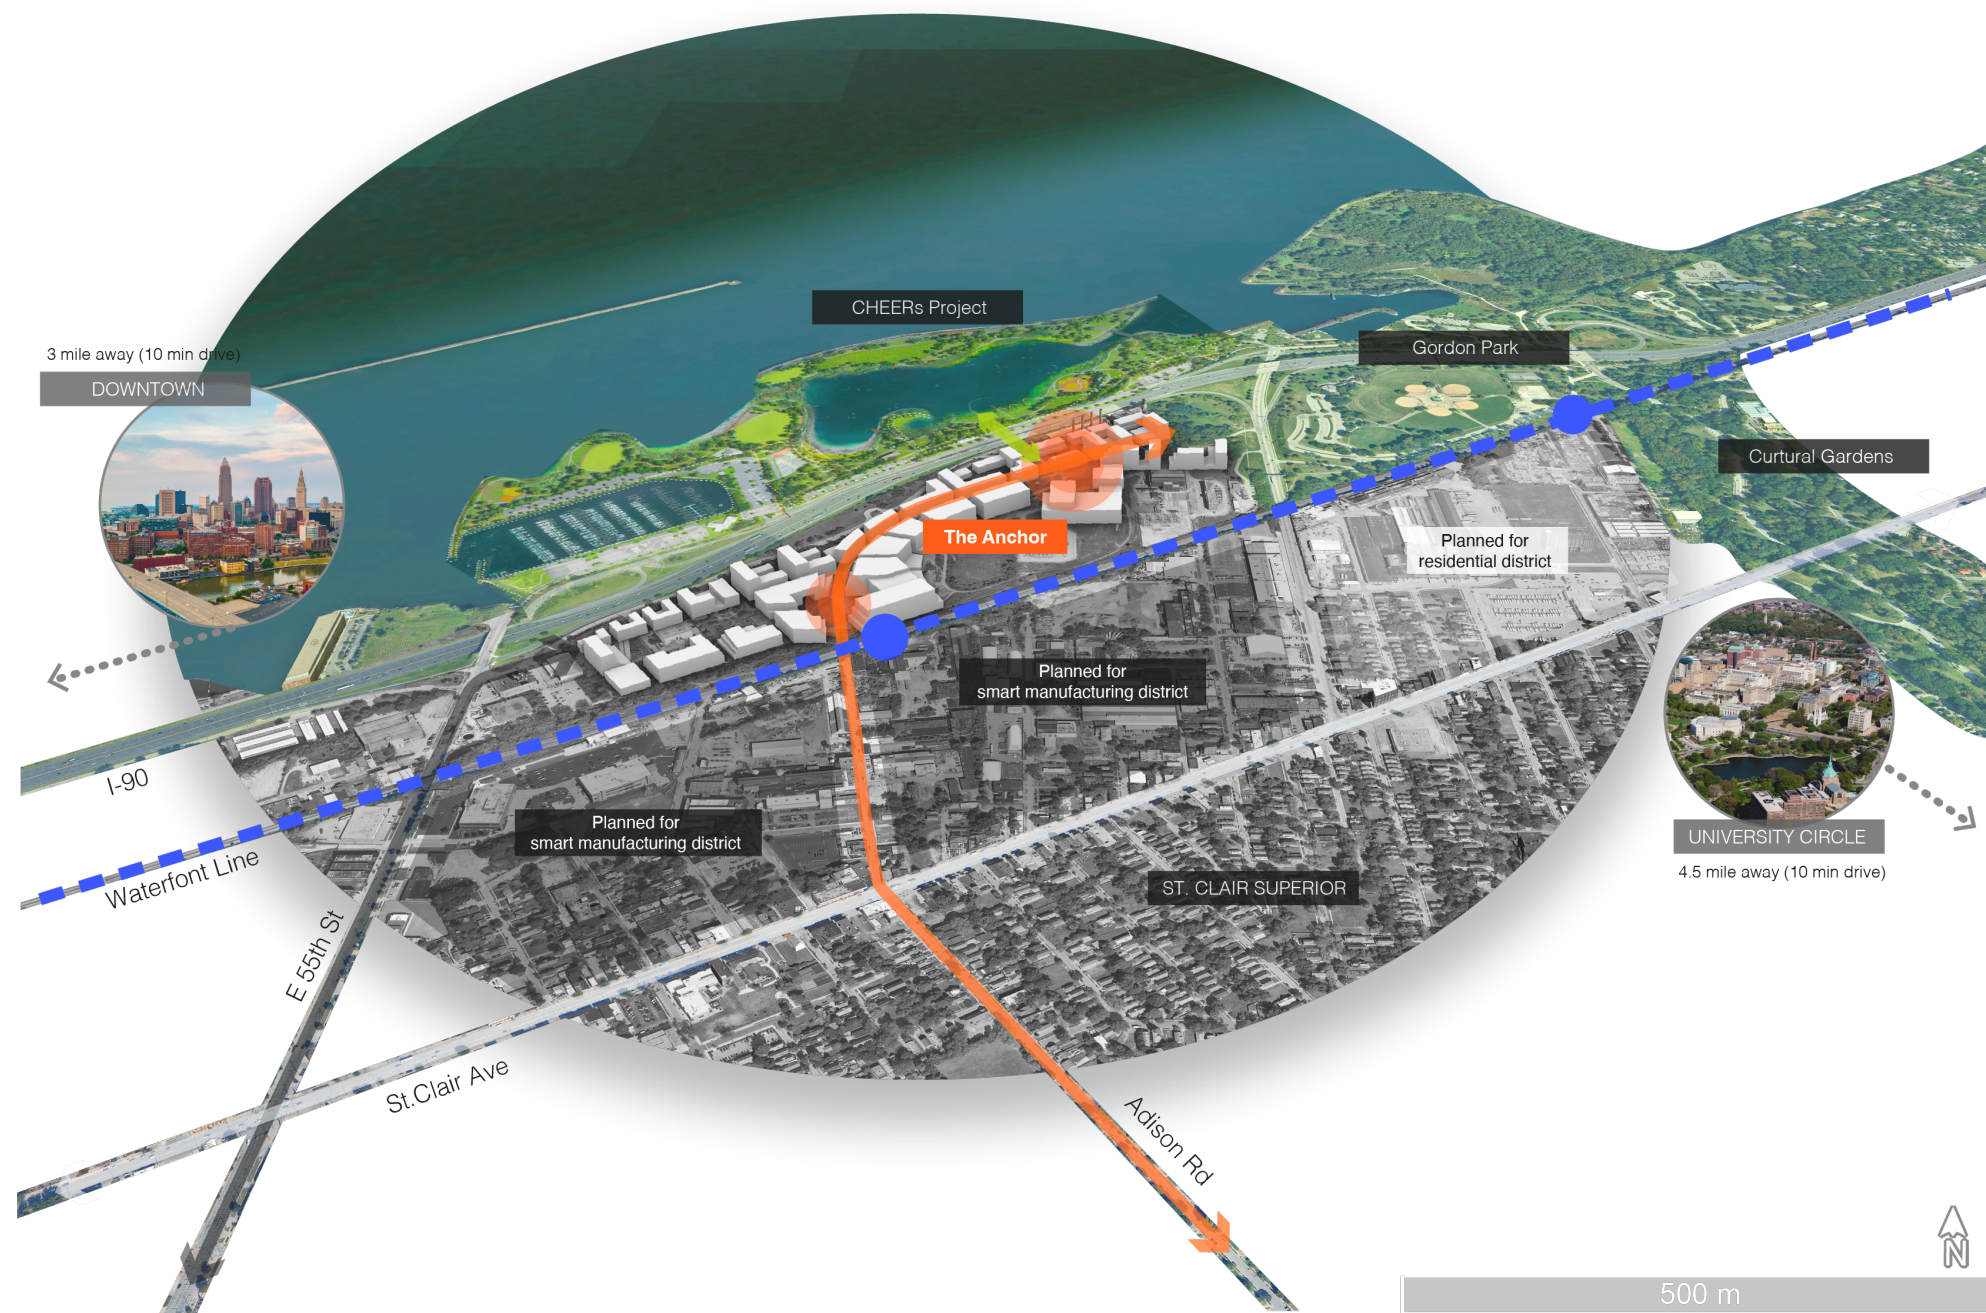 CHEERs Project
Gordon Park
3 mile away (10 min drive)
DOWNTOWN
Curtural Gardens
The Anchor
Planned for
residential district
Planned for
smart manufacturing district
I-90
Planned for
smart manufacturing district
UNIVERSITY CIRCLE
4.5 mile away (10 min drive)
Waterfont Line
ST. CLAIR SUPERIOR
E 55th St
St.Clair Ave
Adison Rd
N
500 m